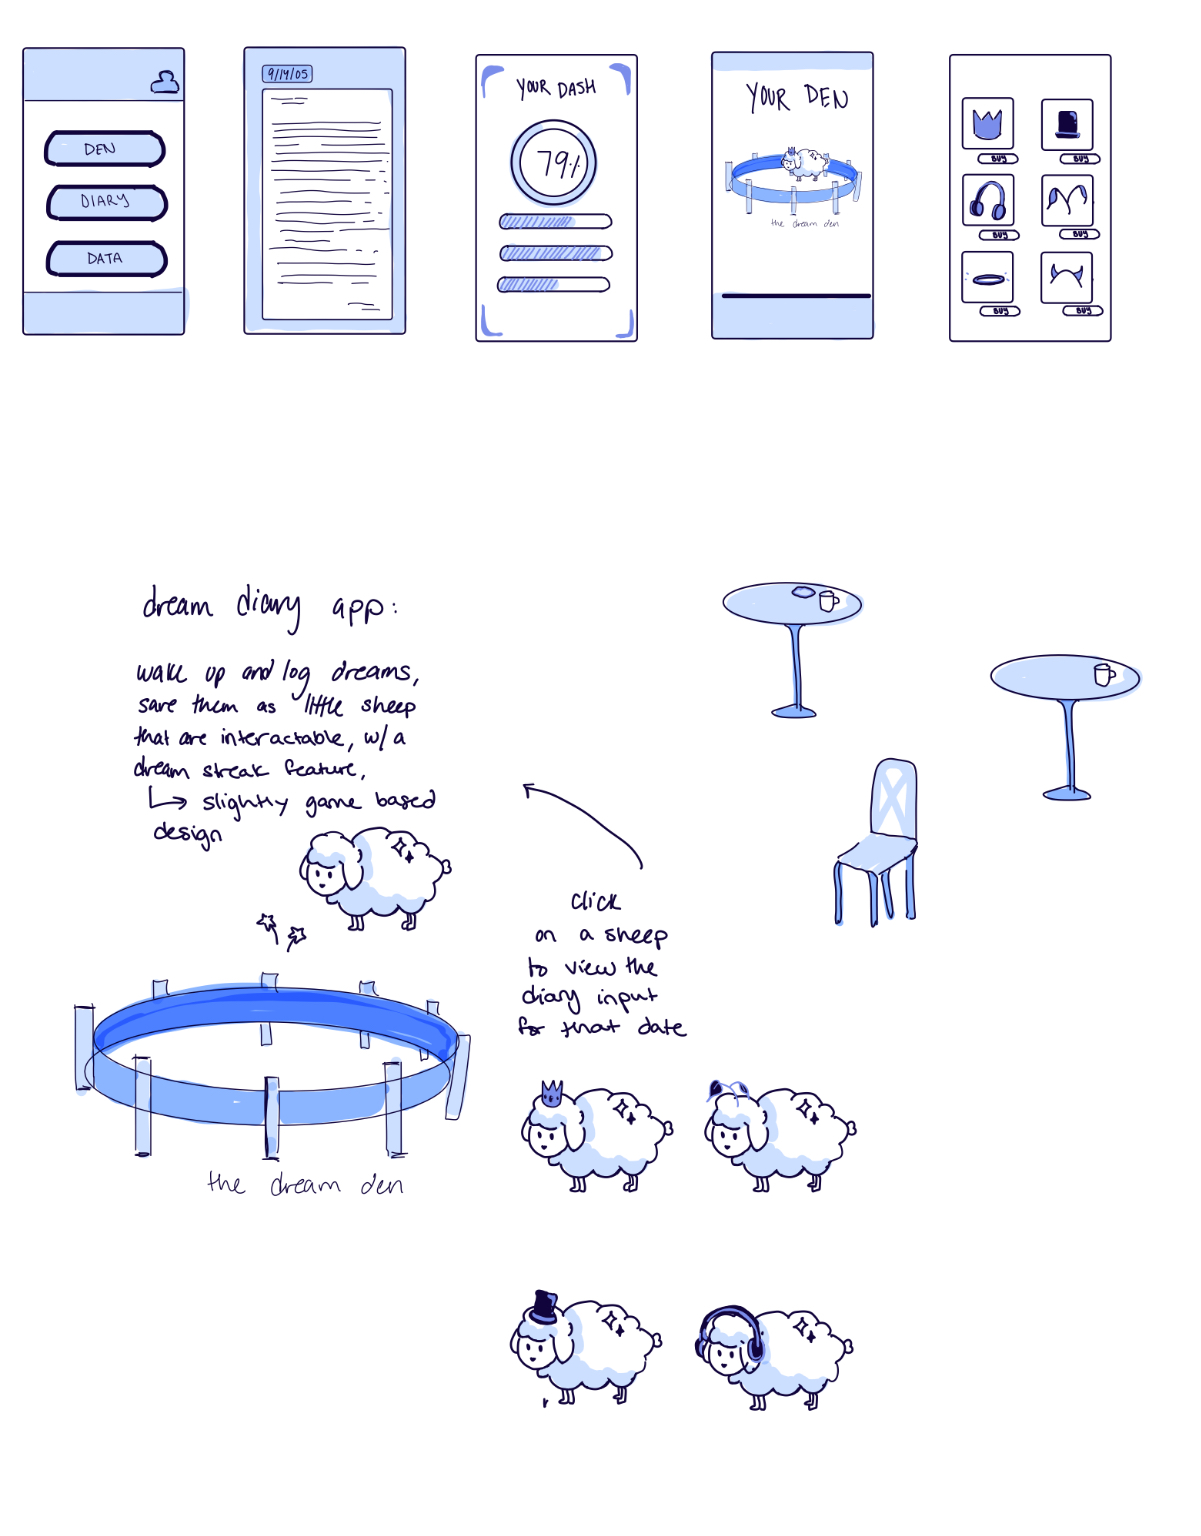 DEN
DIARY
DATA
9/14/05
YOUR DASH
79%
YOUR DEN
the dream den
BUY
BUY
BUY
BUY
BUY
BUY
dream diary app:
wake up and log dreams,
save them as little sheep
that are interactable, w/ a
dream streak feature,
↳ slightly game based
design
click
on a sheep
to view the
diary input
for that date
the dream den